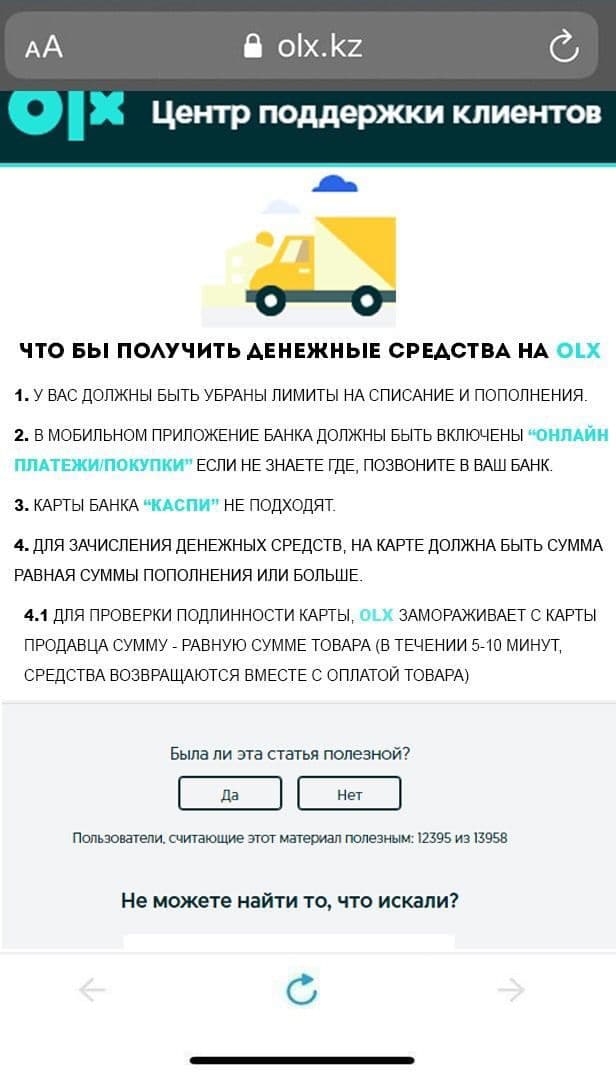 AA olx.kz
olx Центр поддержки клиентов
ЧТО БЫ ПОЛУЧИТЬ ДЕНЕЖНЫЕ СРЕДСТВА НА OLX
1. У ВАС ДОЛЖНЫ БЫТЬ УБРАНЫ ЛИМИТЫ НА СПИСАНИЕ И ПОПОЛНЕНИЯ.
2. В МОБИЛЬНОМ ПРИЛОЖЕНИЕ БАНКА ДОЛЖНЫ БЫТЬ ВКЛЮЧЕНЫ “ОНЛАЙН
ПЛАТЕЖИ/ПОКУПКИ” ЕСЛИ НЕ ЗНАЕТЕ ГДЕ, ПОЗВОНИТЕ В ВАШ БАНК.
3. КАРТЫ БАНКА “КАСПИ” НЕ ПОДХОДЯТ.
4. ДЛЯ ЗАЧИСЛЕНИЯ ДЕНЕЖНЫХ СРЕДСТВ, НА КАРТЕ ДОЛЖНА БЫТЬ СУММА
РАВНАЯ СУММЫ ПОПОЛНЕНИЯ ИЛИ БОЛЬШЕ.
4.1 ДЛЯ ПРОВЕРКИ ПОДЛИННОСТИ КАРТЫ, OLX ЗАМОРАЖИВАЕТ С КАРТЫ
ПРОДАВЦА СУММУ - РАВНУЮ СУММЕ ТОВАРА (В ТЕЧЕНИИ 5-10 МИНУТ,
СРЕДСТВА ВОЗВРАЩАЮТСЯ ВМЕСТЕ С ОПЛАТОЙ ТОВАРА)
Была ли эта статья полезной?
Да Нет
Пользователи, считающие этот материал полезным: 12395 из 13958
Не можете найти то, что искали?